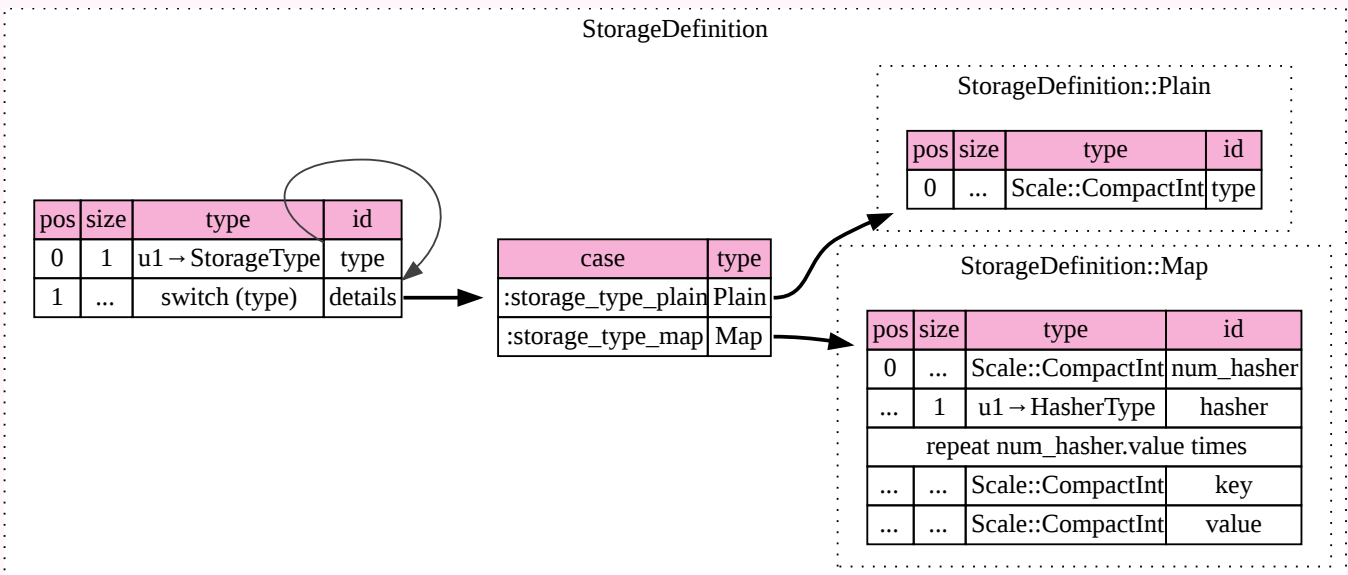 StorageDefinition
StorageDefinition::Plain
pos size type id
0 ... Scale::CompactInt type
pos size type id
0 1 u1→StorageType type
1 ... switch (type) details
case type
:storage_type_plain Plain
:storage_type_map Map
StorageDefinition::Map
pos size type id
0 ... Scale::CompactInt num_hasher
... 1 u1→HasherType hasher
repeat num_hasher.value times
... ... Scale::CompactInt key
... ... Scale::CompactInt value